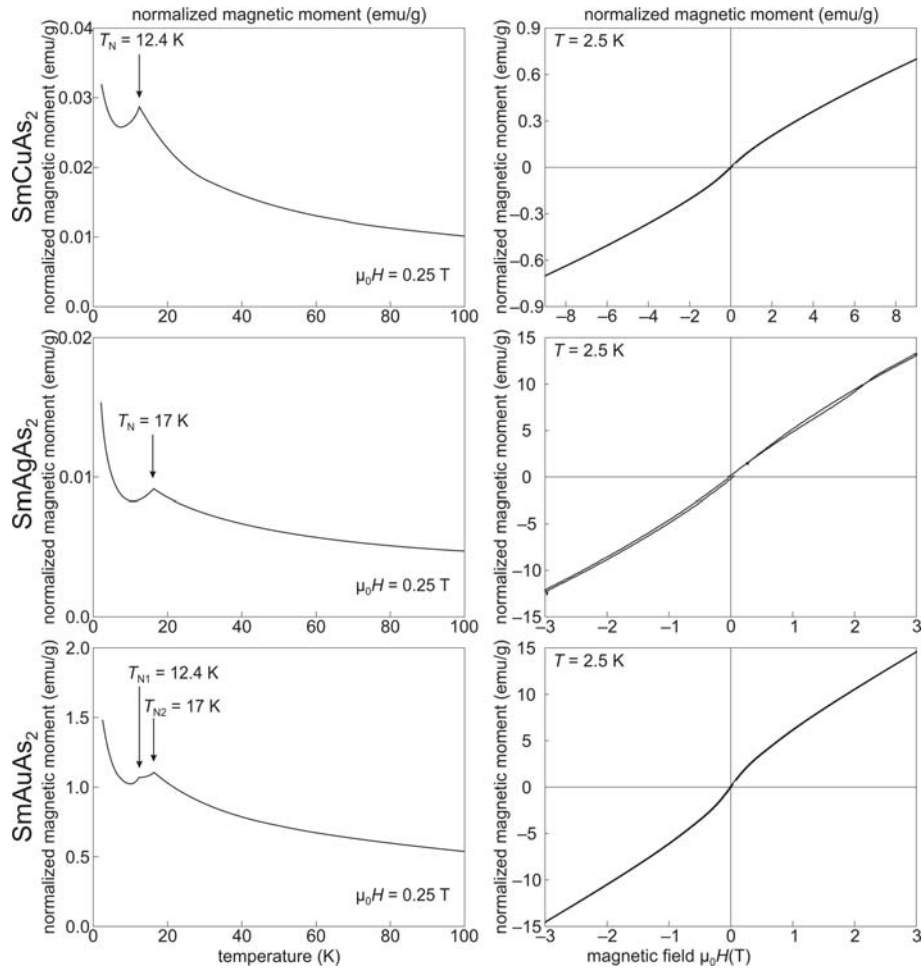 normalized magnetic moment (emu/g)
normalized magnetic moment (emu/g)
SmCuAs₂
normalized magnetic moment (emu/g)
0.04
0.03
0.02
0.01
0.0
T_N = 12.4 K
μ₀H = 0.25 T
0 20 40 60 80 100
normalized magnetic moment (emu/g)
0.9
0.6
0.3
0
–0.3
–0.6
–0.9
T = 2.5 K
–8 –6 –4 –2 0 2 4 6 8
SmAgAs₂
normalized magnetic moment (emu/g)
0.02
0.01
0.0
T_N = 17 K
μ₀H = 0.25 T
0 20 40 60 80 100
normalized magnetic moment (emu/g)
15
10
5
0
–5
–10
–15
T = 2.5 K
–3 –2 –1 0 1 2 3
SmAuAs₂
normalized magnetic moment (emu/g)
2.0
1.5
1.0
0.5
0.0
T_N1 = 12.4 K
T_N2 = 17 K
μ₀H = 0.25 T
0 20 40 60 80 100
temperature (K)
normalized magnetic moment (emu/g)
15
10
5
0
–5
–10
–15
T = 2.5 K
–3 –2 –1 0 1 2 3
magnetic field μ₀H(T)